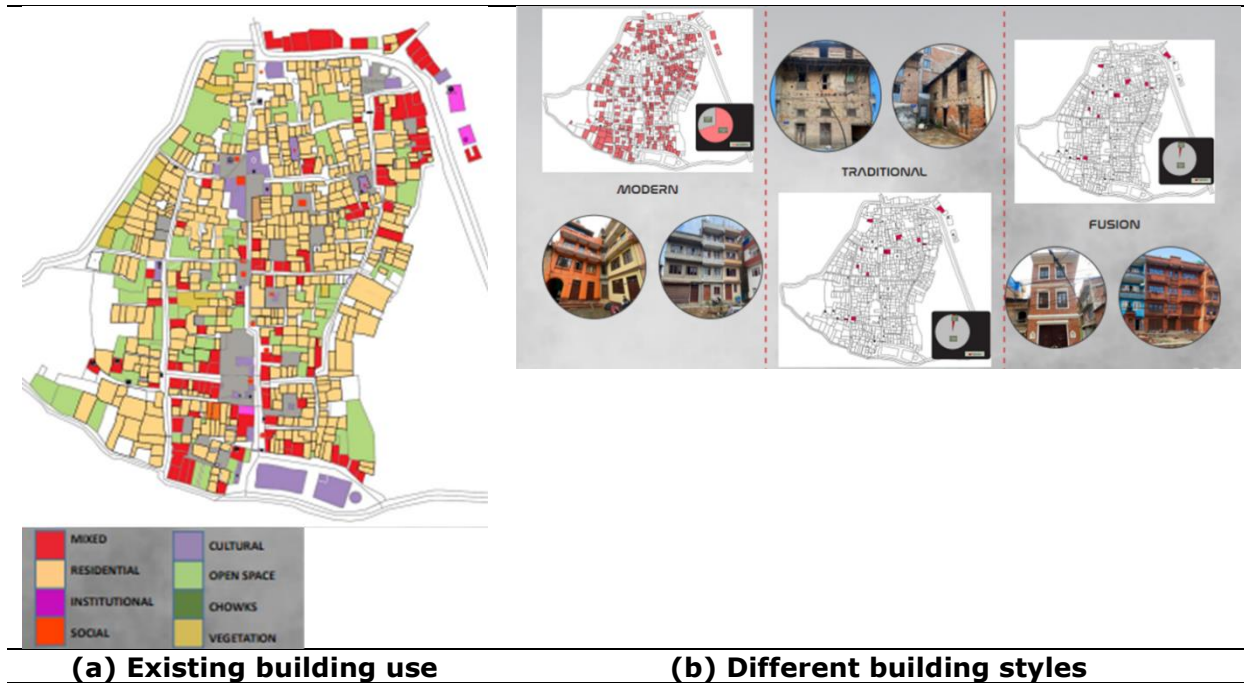 MODERN
TRADITIONAL
FUSION
MIXED
RESIDENTIAL
INSTITUTIONAL
SOCIAL
CULTURAL
OPEN SPACE
CHOWKS
VEGETATION
(a) Existing building use
(b) Different building styles